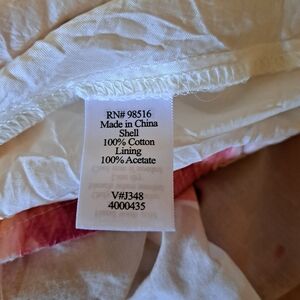 RN# 98516
Made in China
Shell
100% Cotton
Lining
100% Acetate
V#J348
4000435